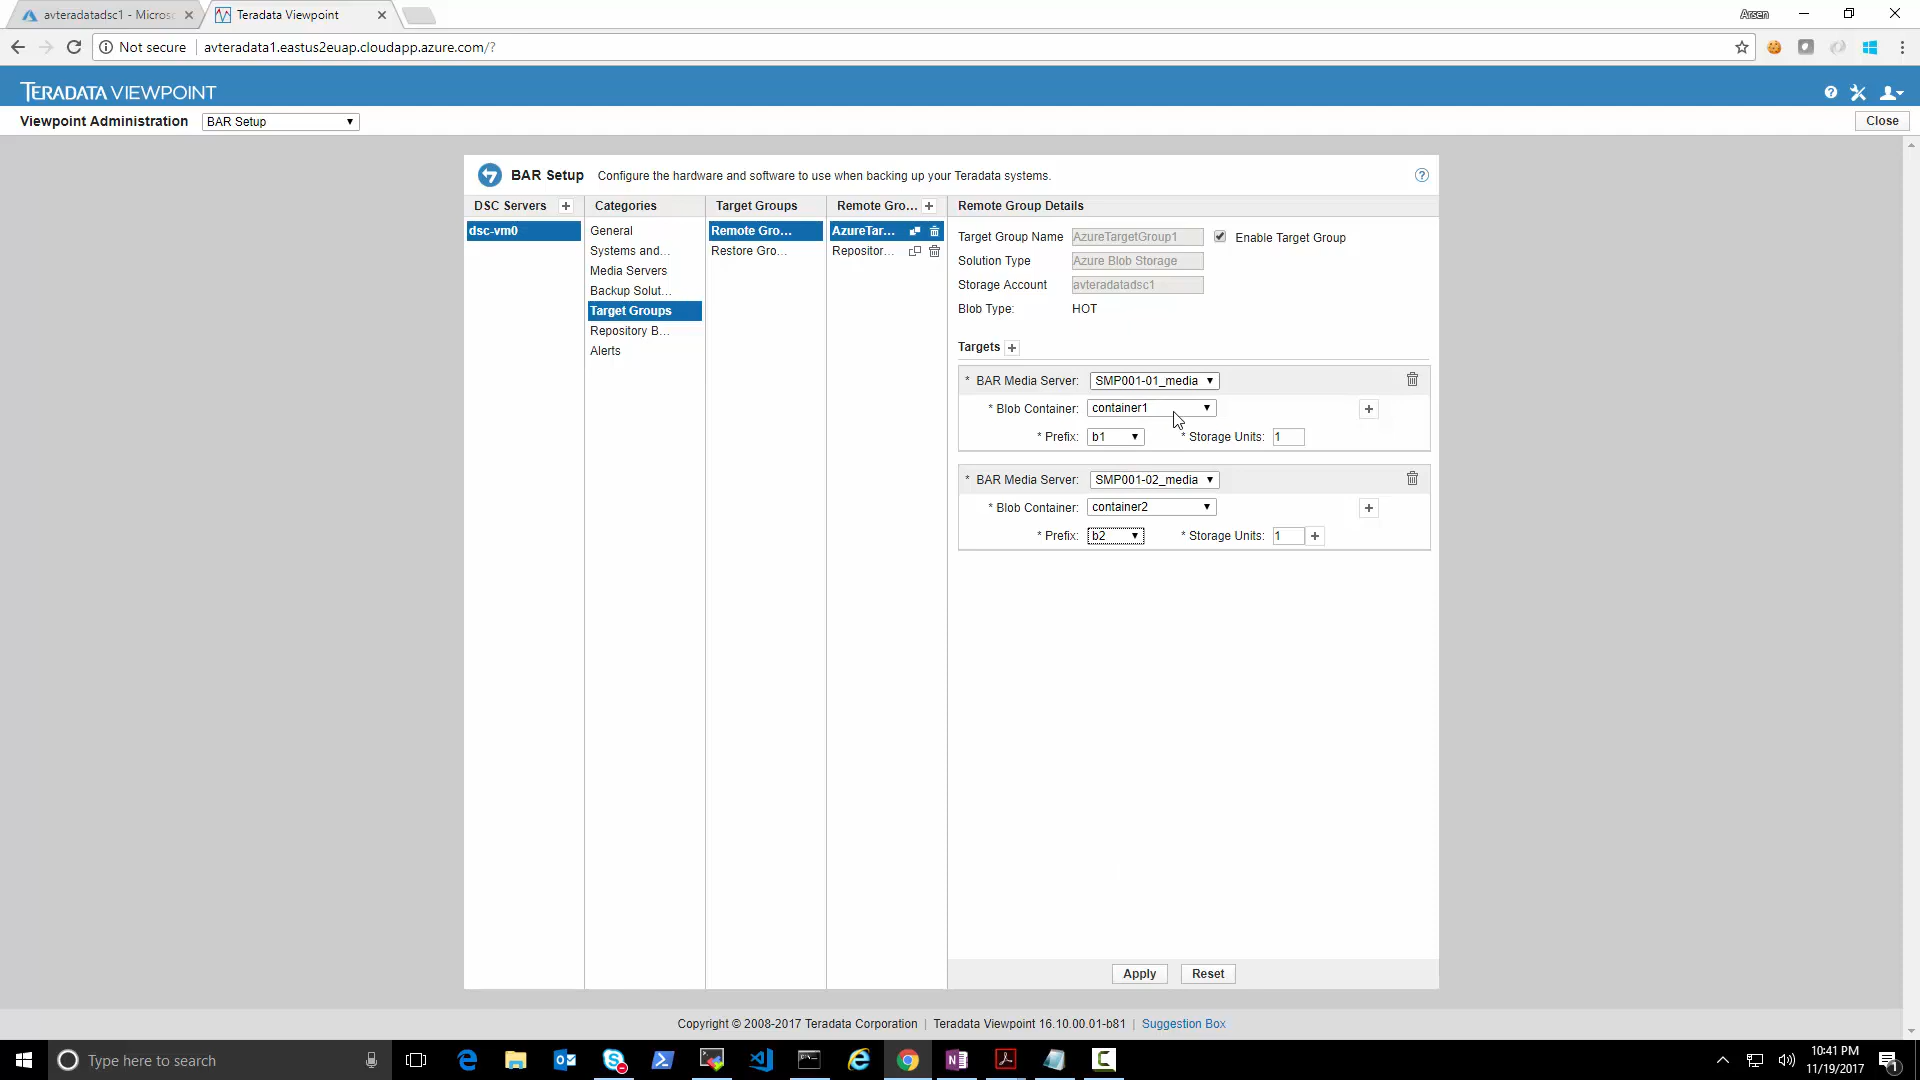 avteradatadsc1 - Micros
Teradata Viewpoint
Arsen
Not secure
avteradata1.eastus2euap.cloudapp.azure.com/?
TERADATA VIEWPOINT
Viewpoint Administration
BAR Setup
Close
BAR Setup
Configure the hardware and software to use when backing up your Teradata systems.
DSC Servers
Categories
Target Groups
Remote Gro...
Remote Group Details
dsc-vm0
General
Systems and...
Media Servers
Backup Solut...
Target Groups
Repository B...
Alerts
Remote Gro...
Restore Gro...
AzureTar...
Repositor...
Target Group Name
AzureTargetGroup1
Enable Target Group
Solution Type
Azure Blob Storage
Storage Account
avteradatadsc1
Blob Type:
HOT
Targets
* BAR Media Server:
SMP001-01_media
* Blob Container:
container1
* Prefix:
b1
* Storage Units:
1
* BAR Media Server:
SMP001-02_media
* Blob Container:
container2
* Prefix:
b2
* Storage Units:
1
Apply
Reset
Copyright © 2008-2017 Teradata Corporation | Teradata Viewpoint 16.10.00.01-b81 | Suggestion Box
Type here to search
10:41 PM
11/19/2017
1